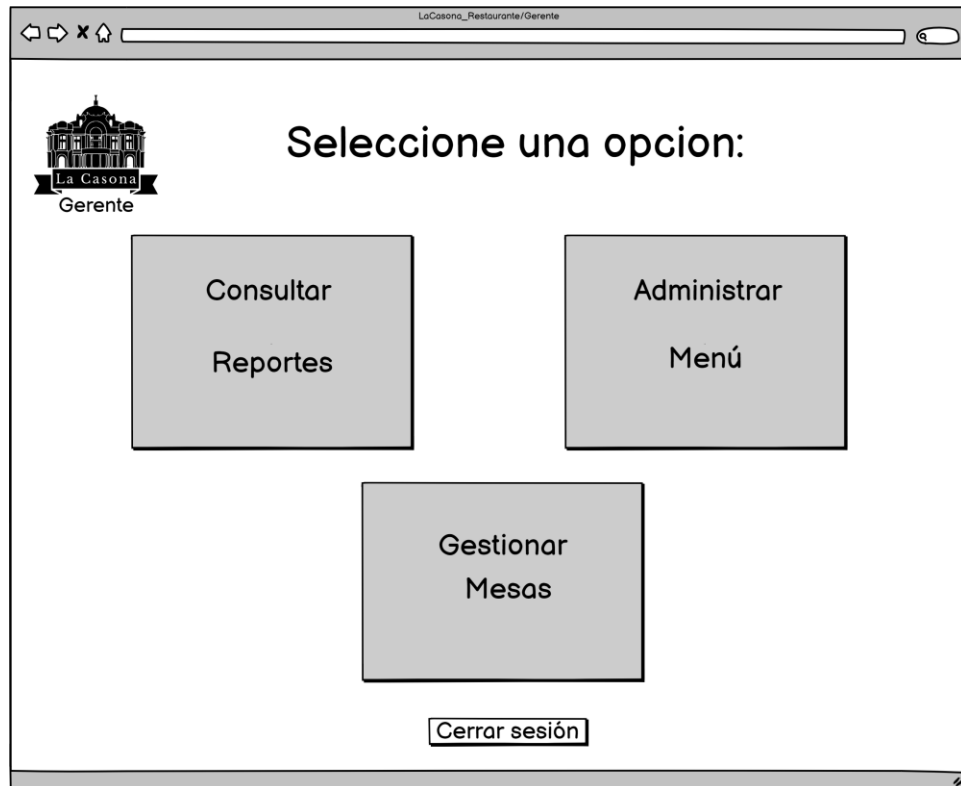 LaCasona_Restaurante/Gerente
Seleccione una opcion:
La Casona
Gerente
Consultar
Reportes
Administrar
Menú
Gestionar
Mesas
Cerrar sesión